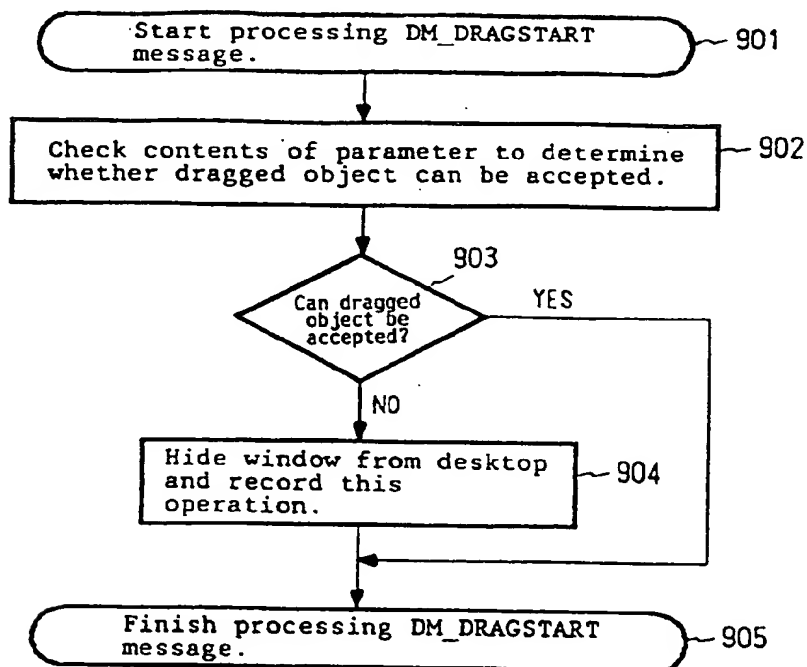 Start processing DM_DRAGSTART
message.
901
Check contents of parameter to determine
whether dragged object can be accepted.
902
903
Can dragged
object be
accepted?
YES
NO
Hide window from desktop
and record this
operation.
904
Finish processing DM_DRAGSTART
message.
905